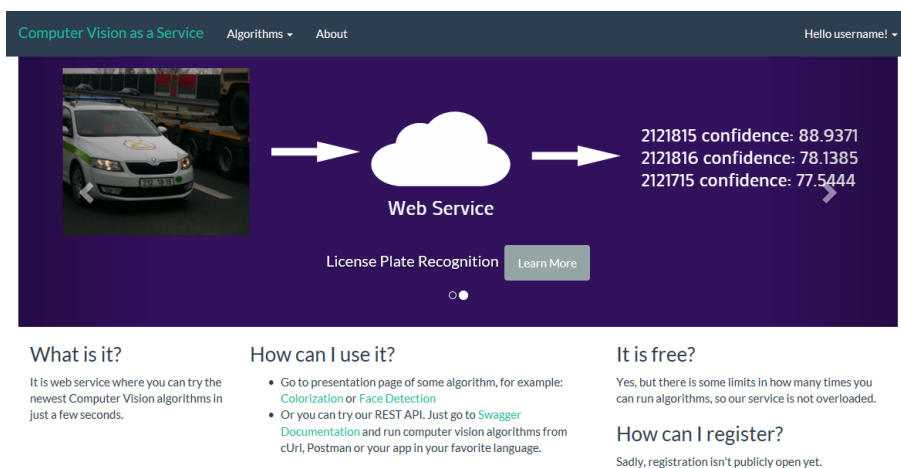 Computer Vision as a Service Algorithms About Hello username!
212 1815
2121815 confidence: 88.9371
2121816 confidence: 78.1385
2121715 confidence: 77.5444
Web Service
License Plate Recognition Learn More
What is it?
It is web service where you can try the
newest Computer Vision algorithms in
just a few seconds.
How can I use it?
Go to presentation page of some algorithm, for example:
Colorization or Face Detection
Or you can try our REST API. Just go to Swagger
Documentation and run computer vision algorithms from
cUrl, Postman or your app in your favorite language.
It is free?
Yes, but there is some limits in how many times you
can run algorithms, so our service is not overloaded.
How can I register?
Sadly, registration isn't publicly open yet.